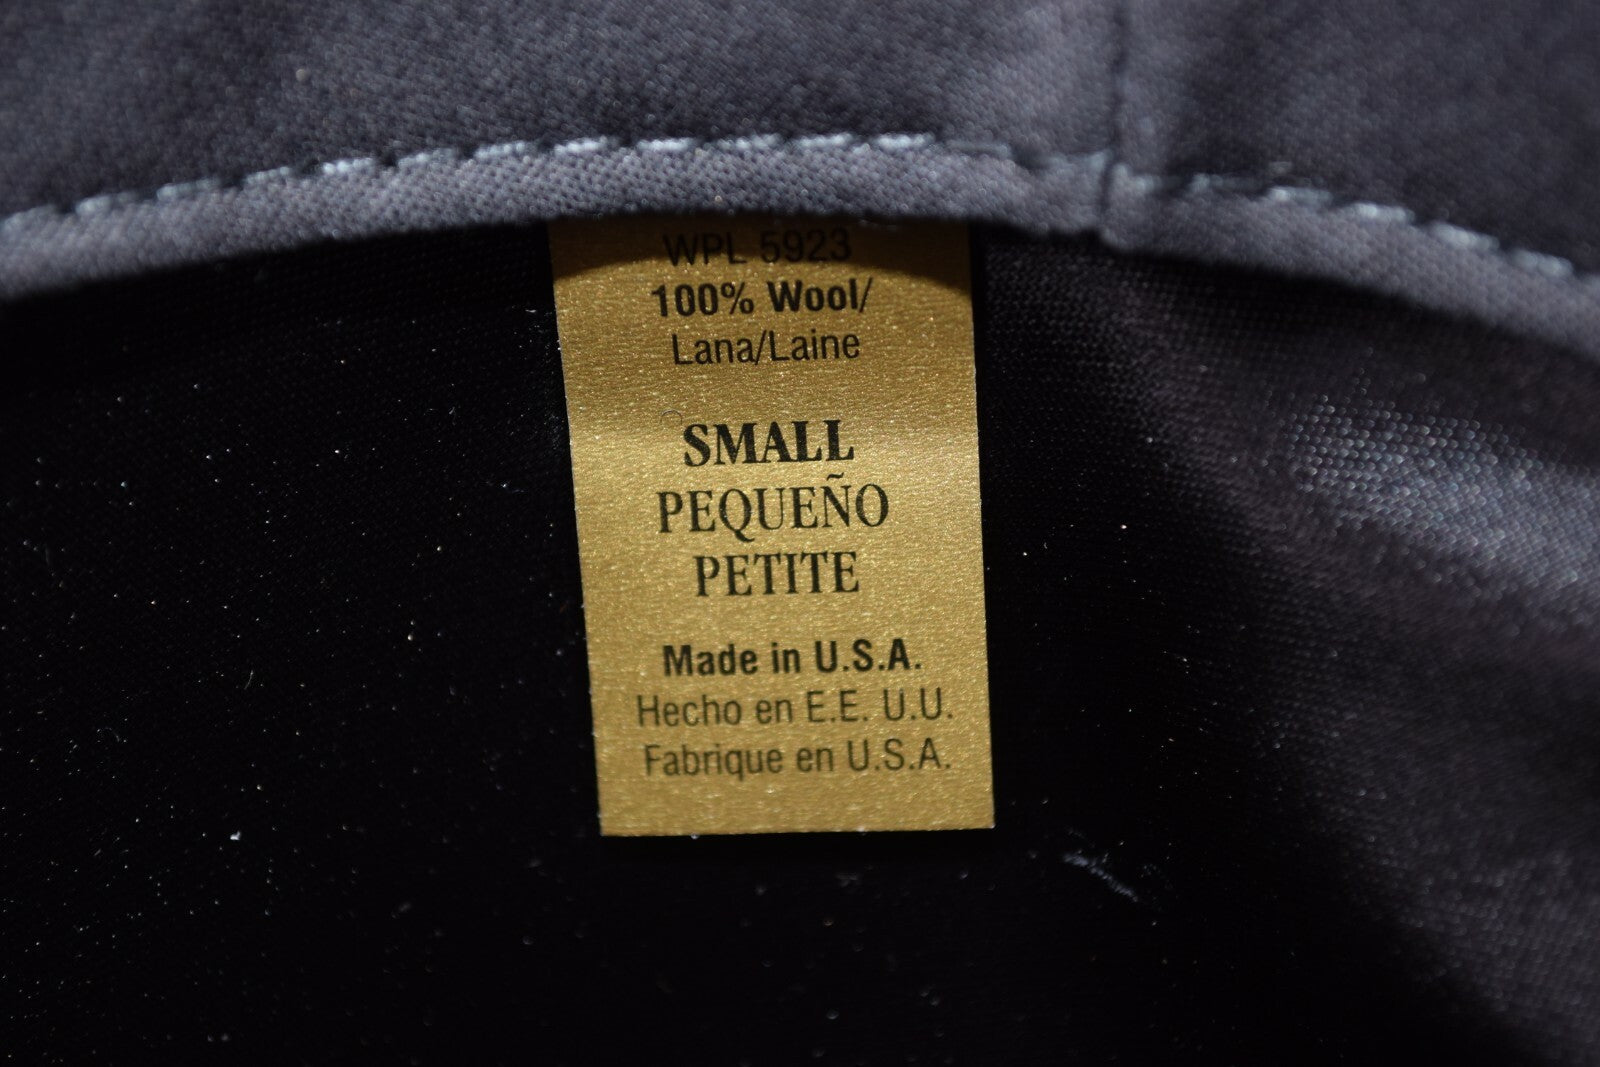 WPL 5923
100% Wool/
Lana/Laine
SMALL
PEQUEÑO
PETITE
Made in U.S.A.
Hecho en E.E. U.U.
Fabrique en U.S.A.